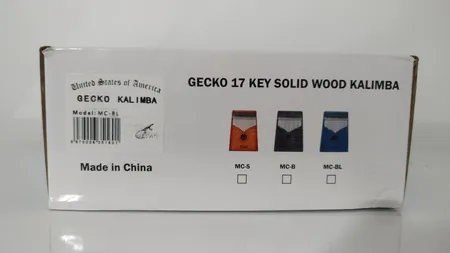 United States of America
GECKO KALIMBA
Model: MC-BL
Made in China
GECKO 17 KEY SOLID WOOD KALIMBA
MC-S
MC-B
MC-BL